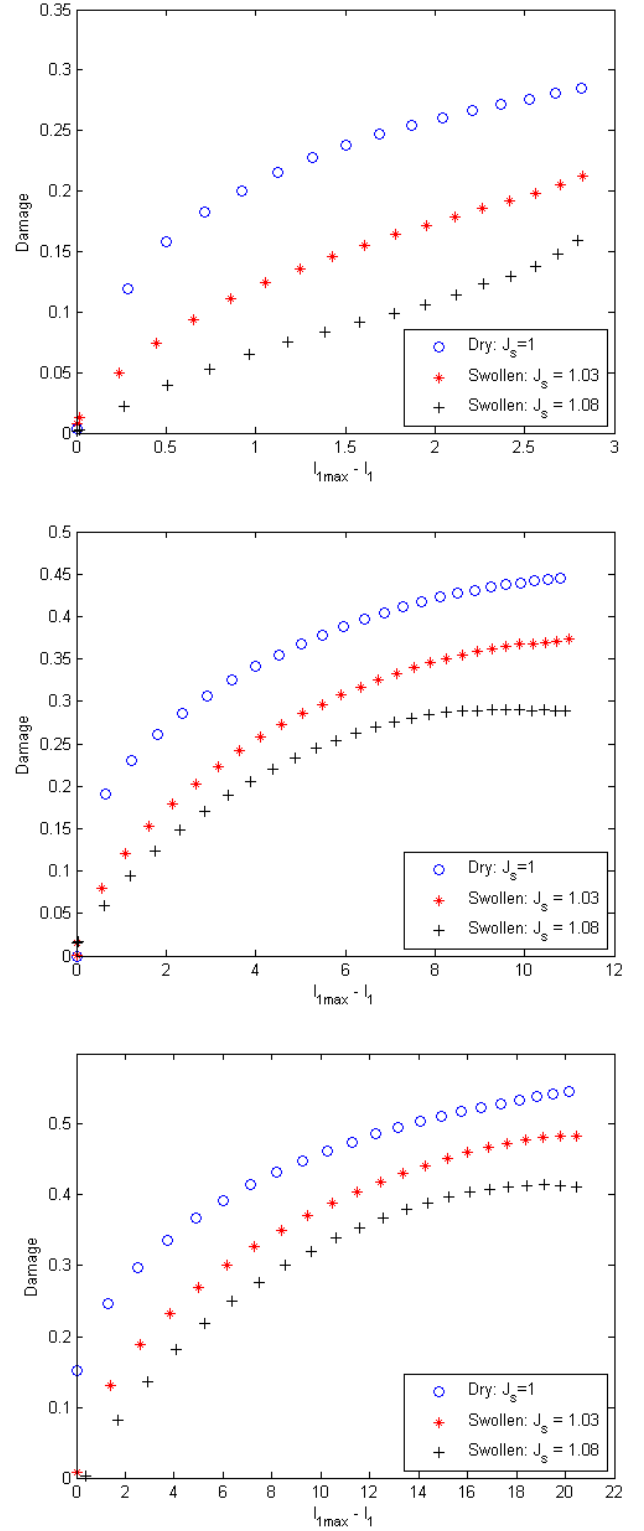 0.35
0.3
0.25
0.2
0.15
0.1
0.05
0
Damage
Dry: J_s=1
Swollen: J_s = 1.03
Swollen: J_s = 1.08
0 0.5 1 1.5 2 2.5 3
I_1max - I_1
0.5
0.45
0.4
0.35
0.3
0.25
0.2
0.15
0.1
0.05
0
Damage
Dry: J_s=1
Swollen: J_s = 1.03
Swollen: J_s = 1.08
0 2 4 6 8 10 12
I_1max - I_1
0.5
0.4
0.3
0.2
0.1
0
Damage
Dry: J_s=1
Swollen: J_s = 1.03
Swollen: J_s = 1.08
0 2 4 6 8 10 12 14 16 18 20 22
I_1max - I_1